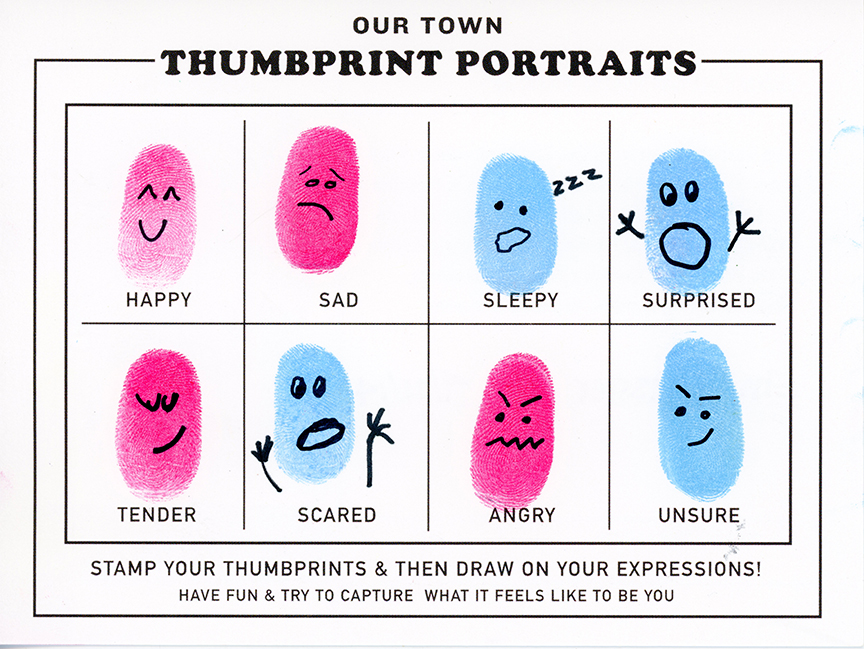 OUR TOWN
THUMBPRINT PORTRAITS
zzz
HAPPY SAD SLEEPY SURPRISED
TENDER SCARED ANGRY UNSURE
STAMP YOUR THUMBPRINTS & THEN DRAW ON YOUR EXPRESSIONS!
HAVE FUN & TRY TO CAPTURE WHAT IT FEELS LIKE TO BE YOU